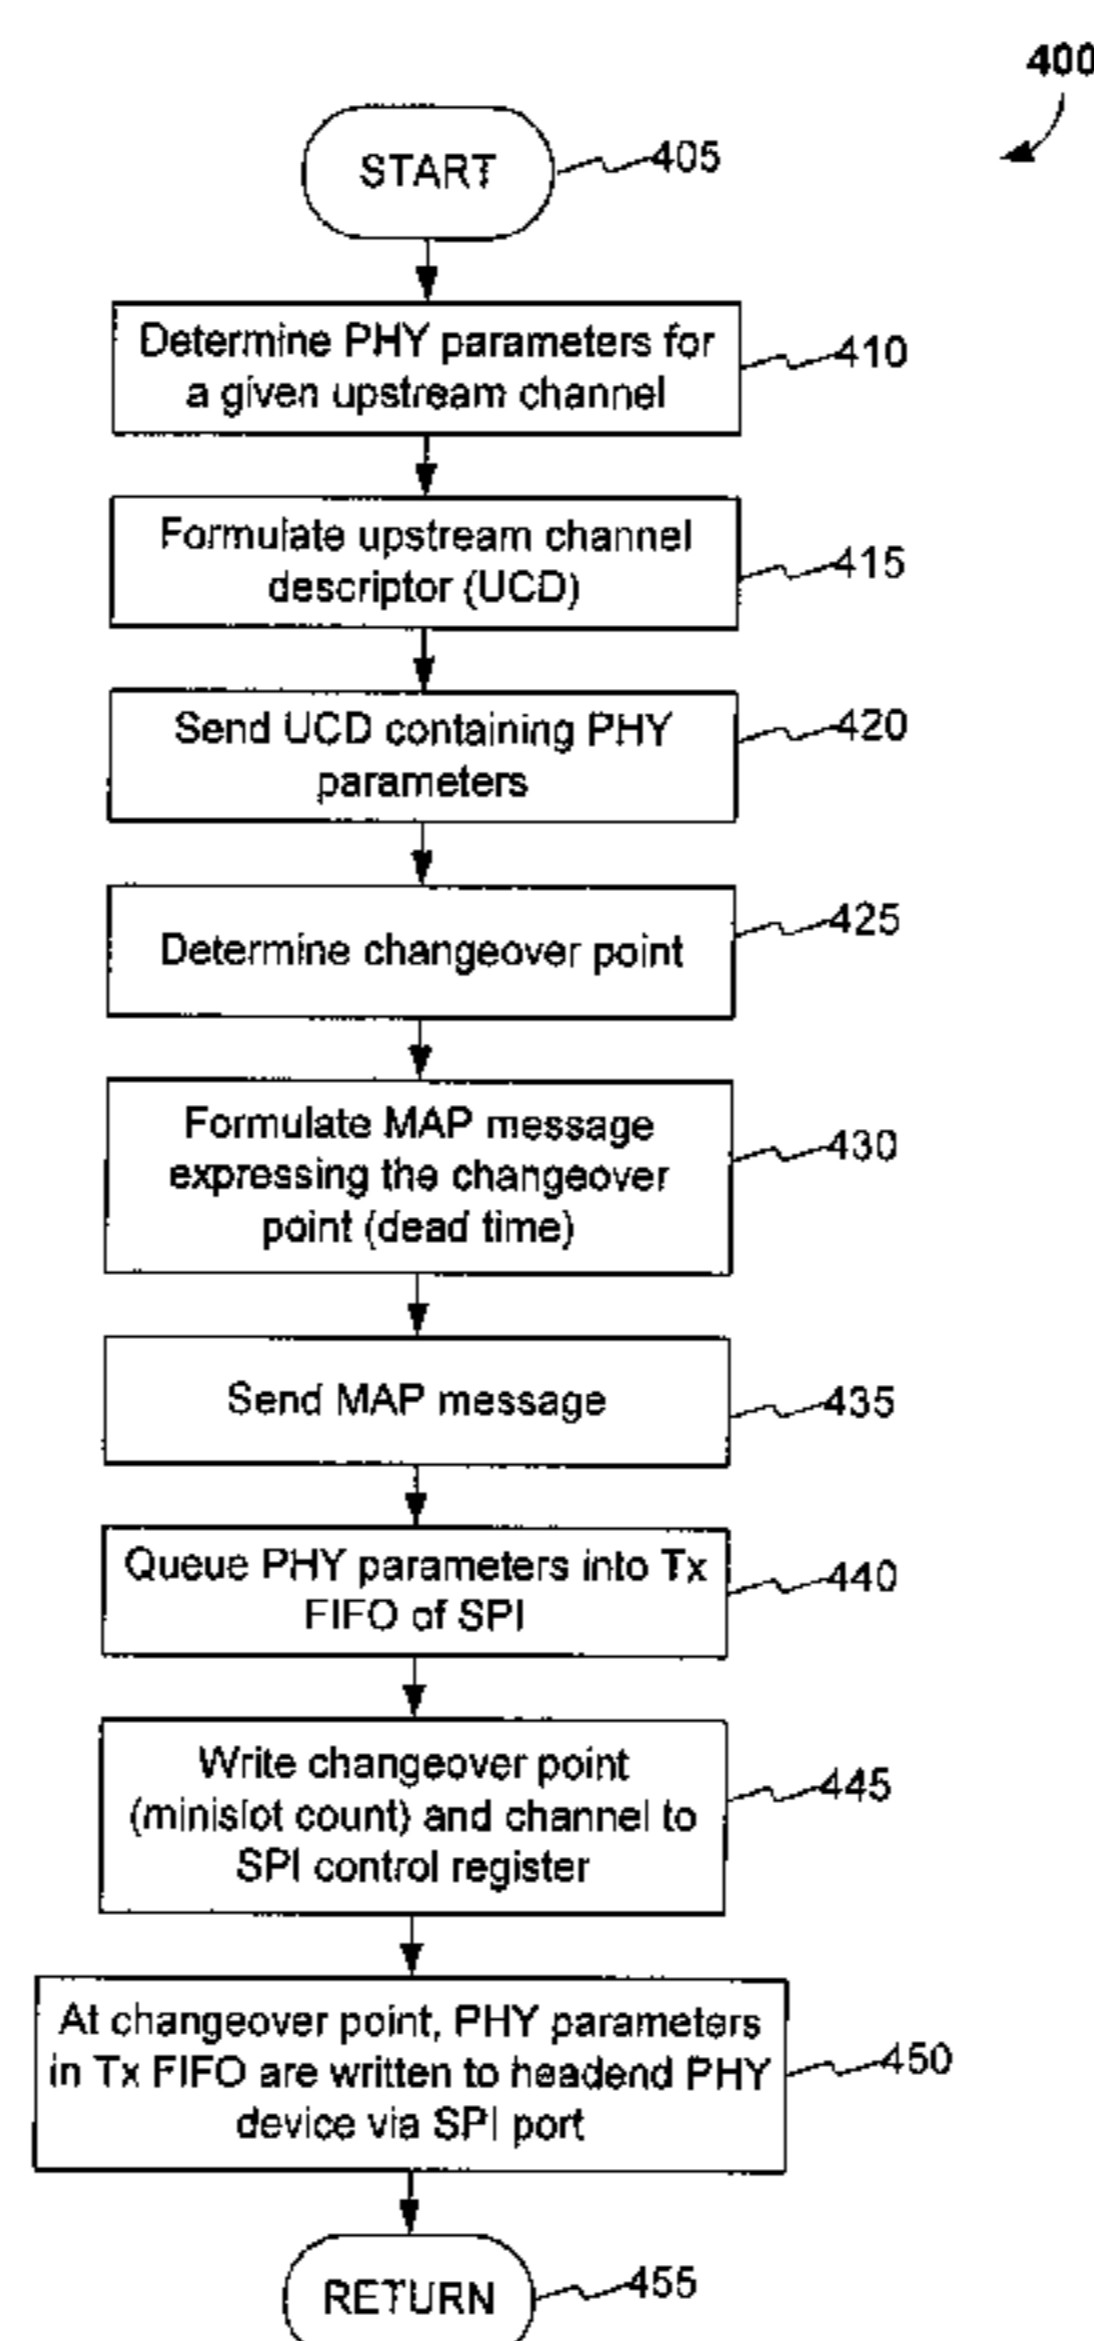 400
START
405
Determine PHY parameters for
a given upstream channel
410
Formulate upstream channel
descriptor (UCD)
415
Send UCD containing PHY
parameters
420
Determine changeover point
425
Formulate MAP message
expressing the changeover
point (dead time)
430
Send MAP message
435
Queue PHY parameters into Tx
FIFO of SPI
440
Write changeover point
(minislot count) and channel to
SPI control register
445
At changeover point, PHY parameters
in Tx FIFO are written to headend PHY
device via SPI port
450
RETURN
455